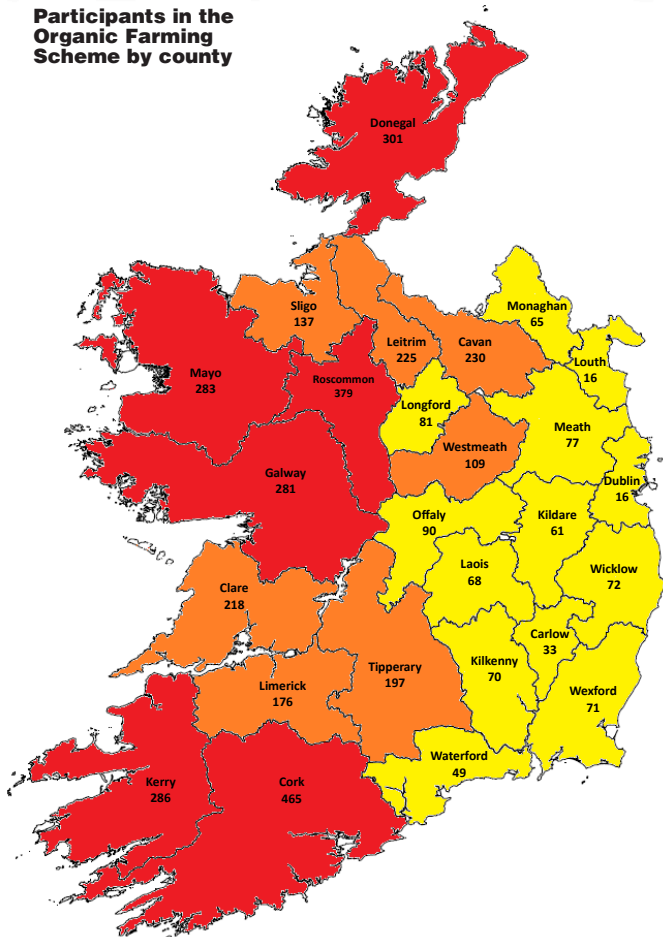 Participants in the
Organic Farming
Scheme by county
Donegal
301
Sligo
137
Leitrim
225
Cavan
230
Monaghan
65
Louth
16
Mayo
283
Roscommon
379
Longford
81
Meath
77
Westmeath
109
Galway
281
Dublin
16
Offaly
90
Kildare
61
Laois
68
Wicklow
72
Clare
218
Carlow
33
Tipperary
197
Kilkenny
70
Limerick
176
Wexford
71
Waterford
49
Kerry
286
Cork
465